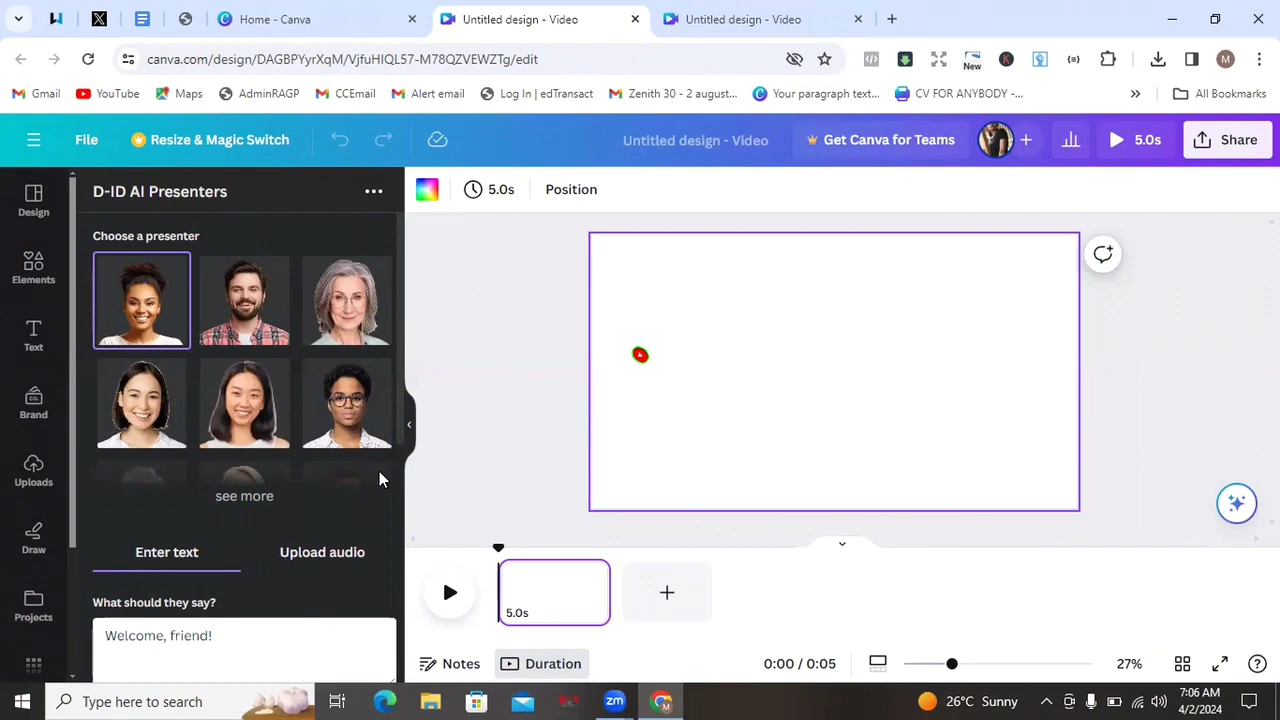 Home - Canva
Untitled design - Video
Untitled design - Video
canva.com/design/DAGBPYyrXqM/VjfuHIQL57-M78QZVEWZTg/edit
New
M
Gmail
YouTube
Maps
AdminRAGP
CCEmail
Alert email
Log In | edTransact
Zenith 30 - 2 august...
Your paragraph text...
CV FOR ANYBODY -...
All Bookmarks
File
Resize & Magic Switch
Untitled design - Video
Get Canva for Teams
5.0s
Share
Design
Elements
Text
Brand
Uploads
Draw
Projects
D-ID AI Presenters
Choose a presenter
see more
Enter text
Upload audio
What should they say?
Welcome, friend!
5.0s
Position
5.0s
Notes
Duration
0:00 / 0:05
27%
Type here to search
26°C Sunny
7:06 AM
4/2/2024